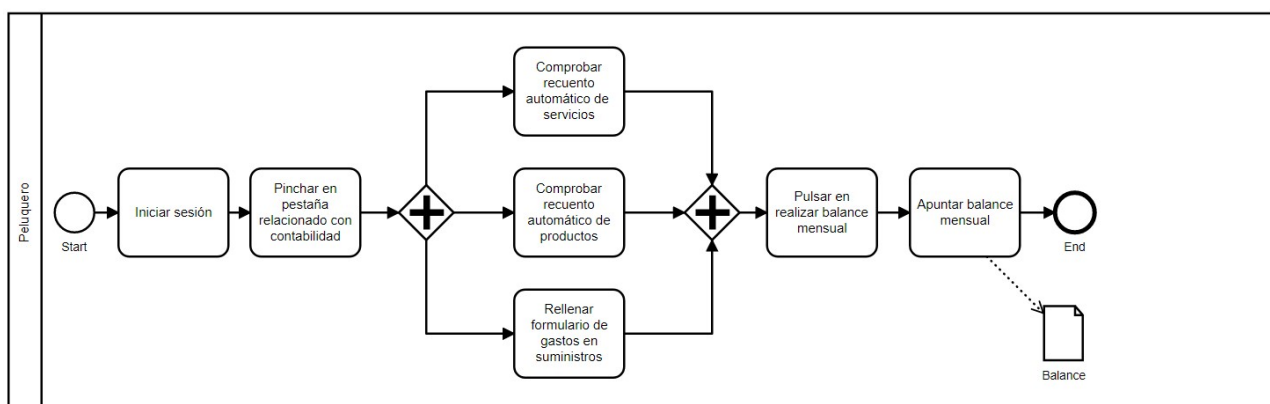 Peluquero
Start
Iniciar sesión
Pinchar en
pestaña
relacionado con
contabilidad
Comprobar
recuento
automático de
servicios
Comprobar
recuento
automático de
productos
Rellenar
formulario de
gastos en
suministros
Pulsar en
realizar balance
mensual
Apuntar balance
mensual
End
Balance